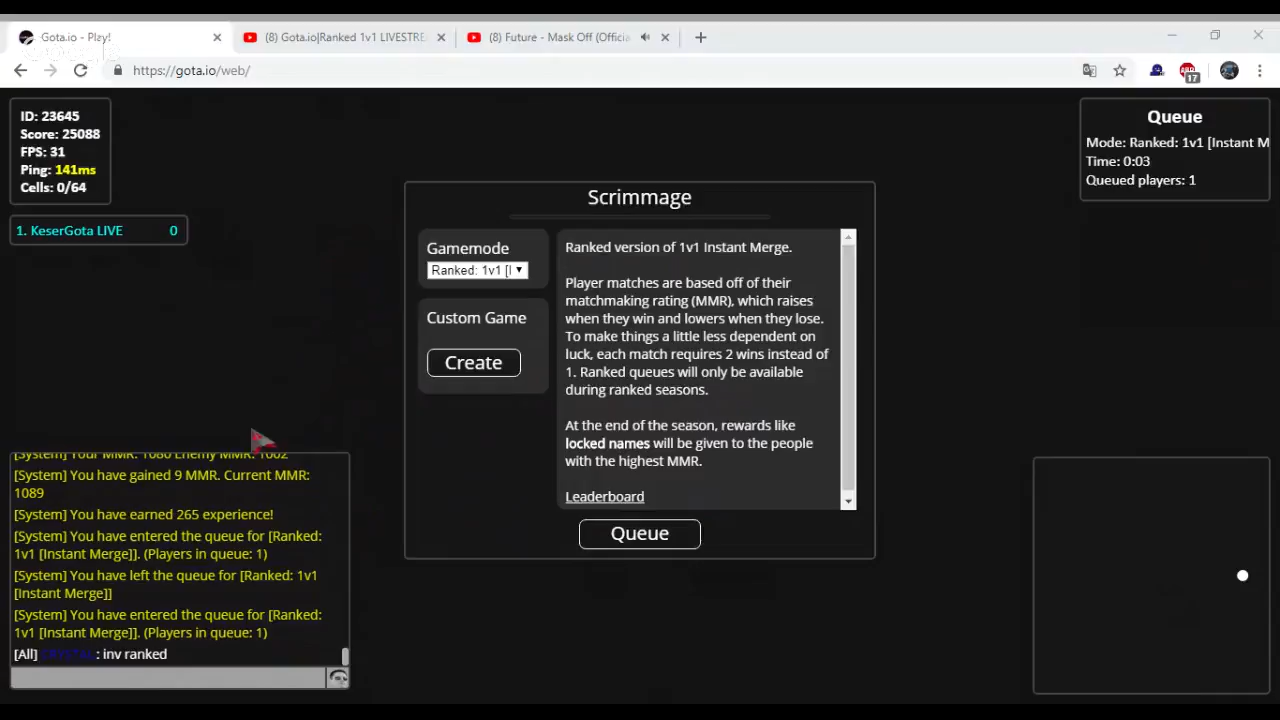 Gota.io - Play!
(8) Gota.io|Ranked 1v1 LIVESTRE
(8) Future - Mask Off (Officia
https://gota.io/web/
17
ID: 23645
Score: 25088
FPS: 31
Ping: 141ms
Cells: 0/64
1. KeserGota LIVE 0
Queue
Mode: Ranked: 1v1 [Instant M
Time: 0:03
Queued players: 1
Scrimmage
Gamemode
Ranked: 1v1 [I
Custom Game
Create
Ranked version of 1v1 Instant Merge.
Player matches are based off of their
matchmaking rating (MMR), which raises
when they win and lowers when they lose.
To make things a little less dependent on
luck, each match requires 2 wins instead of
1. Ranked queues will only be available
during ranked seasons.
At the end of the season, rewards like
locked names will be given to the people
with the highest MMR.
Leaderboard
Queue
[System] Your MMR: 1080 Enemy MMR: 1002
[System] You have gained 9 MMR. Current MMR:
1089
[System] You have earned 265 experience!
[System] You have entered the queue for [Ranked:
1v1 [Instant Merge]]. (Players in queue: 1)
[System] You have left the queue for [Ranked: 1v1
[Instant Merge]]
[System] You have entered the queue for [Ranked:
1v1 [Instant Merge]]. (Players in queue: 1)
[All] CRYSTAL: inv ranked